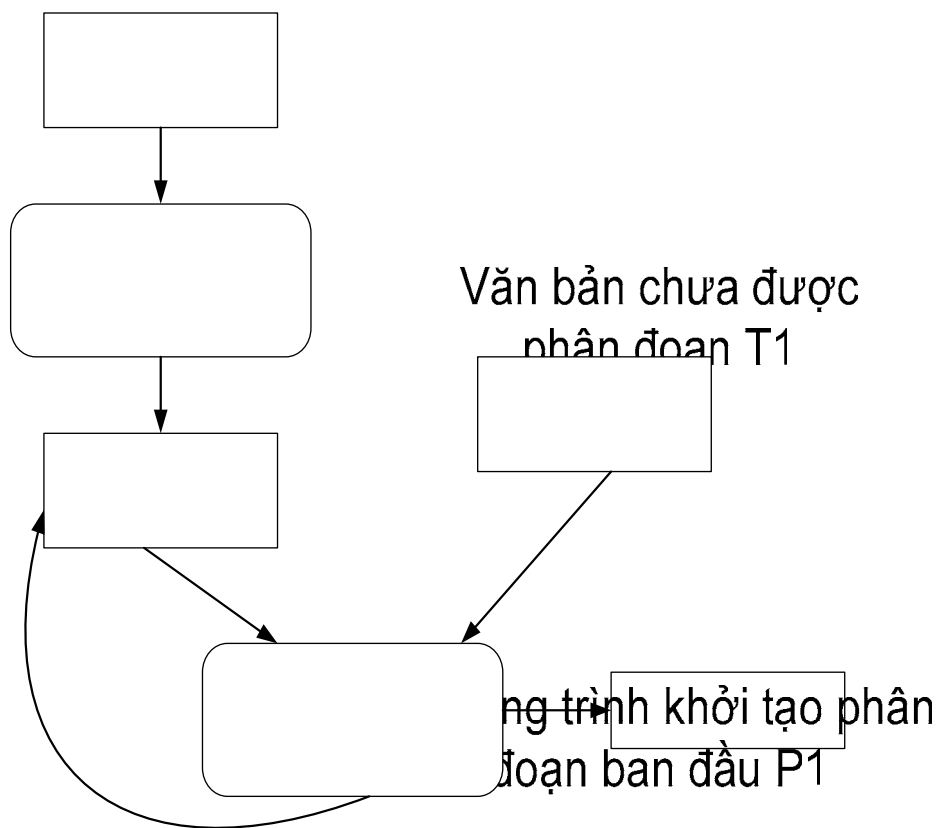 Văn bản chưa được
phân đoạn T1
ng trình khởi tạo phân
đoạn ban đầu P1